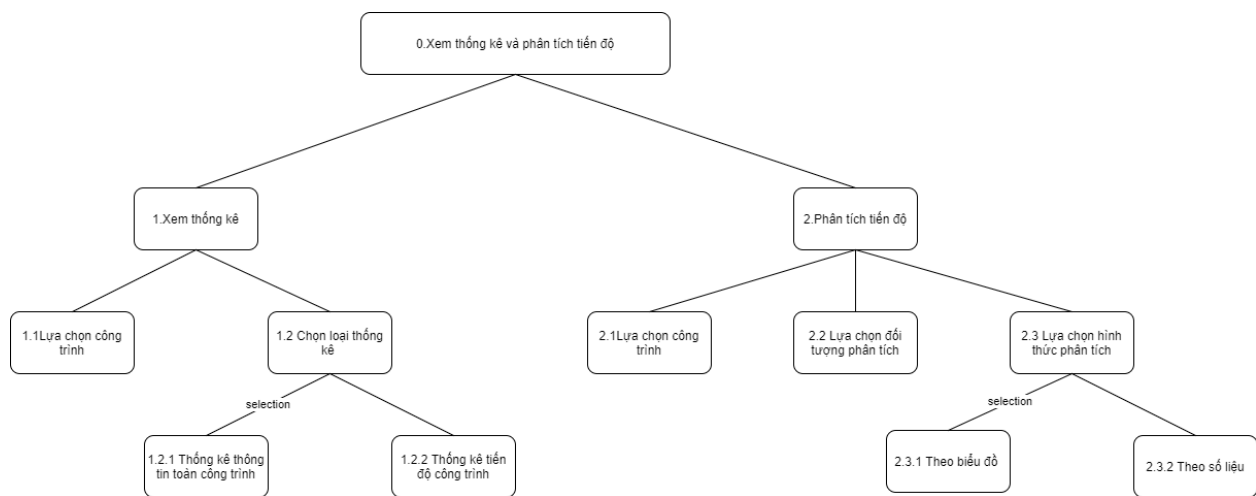 0.Xem thống kê và phân tích tiến độ
1.Xem thống kê
2.Phân tích tiến độ
1.1Lựa chọn công
trình
1.2 Chọn loại thống
kê
2.1Lựa chọn công
trình
2.2 Lựa chọn đối
tượng phân tích
2.3 Lựa chọn hình
thức phân tích
selection
selection
1.2.1 Thống kê thông
tin toàn công trình
1.2.2 Thống kê tiến
độ công trình
2.3.1 Theo biểu đồ
2.3.2 Theo số liệu